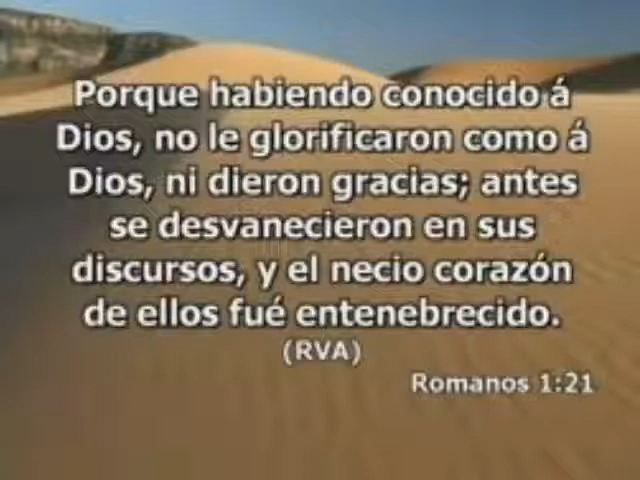 Porque habiendo conocido á
Dios, no le glorificaron como á
Dios, ni dieron gracias; antes
se desvanecieron en sus
discursos, y el necio corazón
de ellos fué entenebrecido.
(RVA)
Romanos 1:21